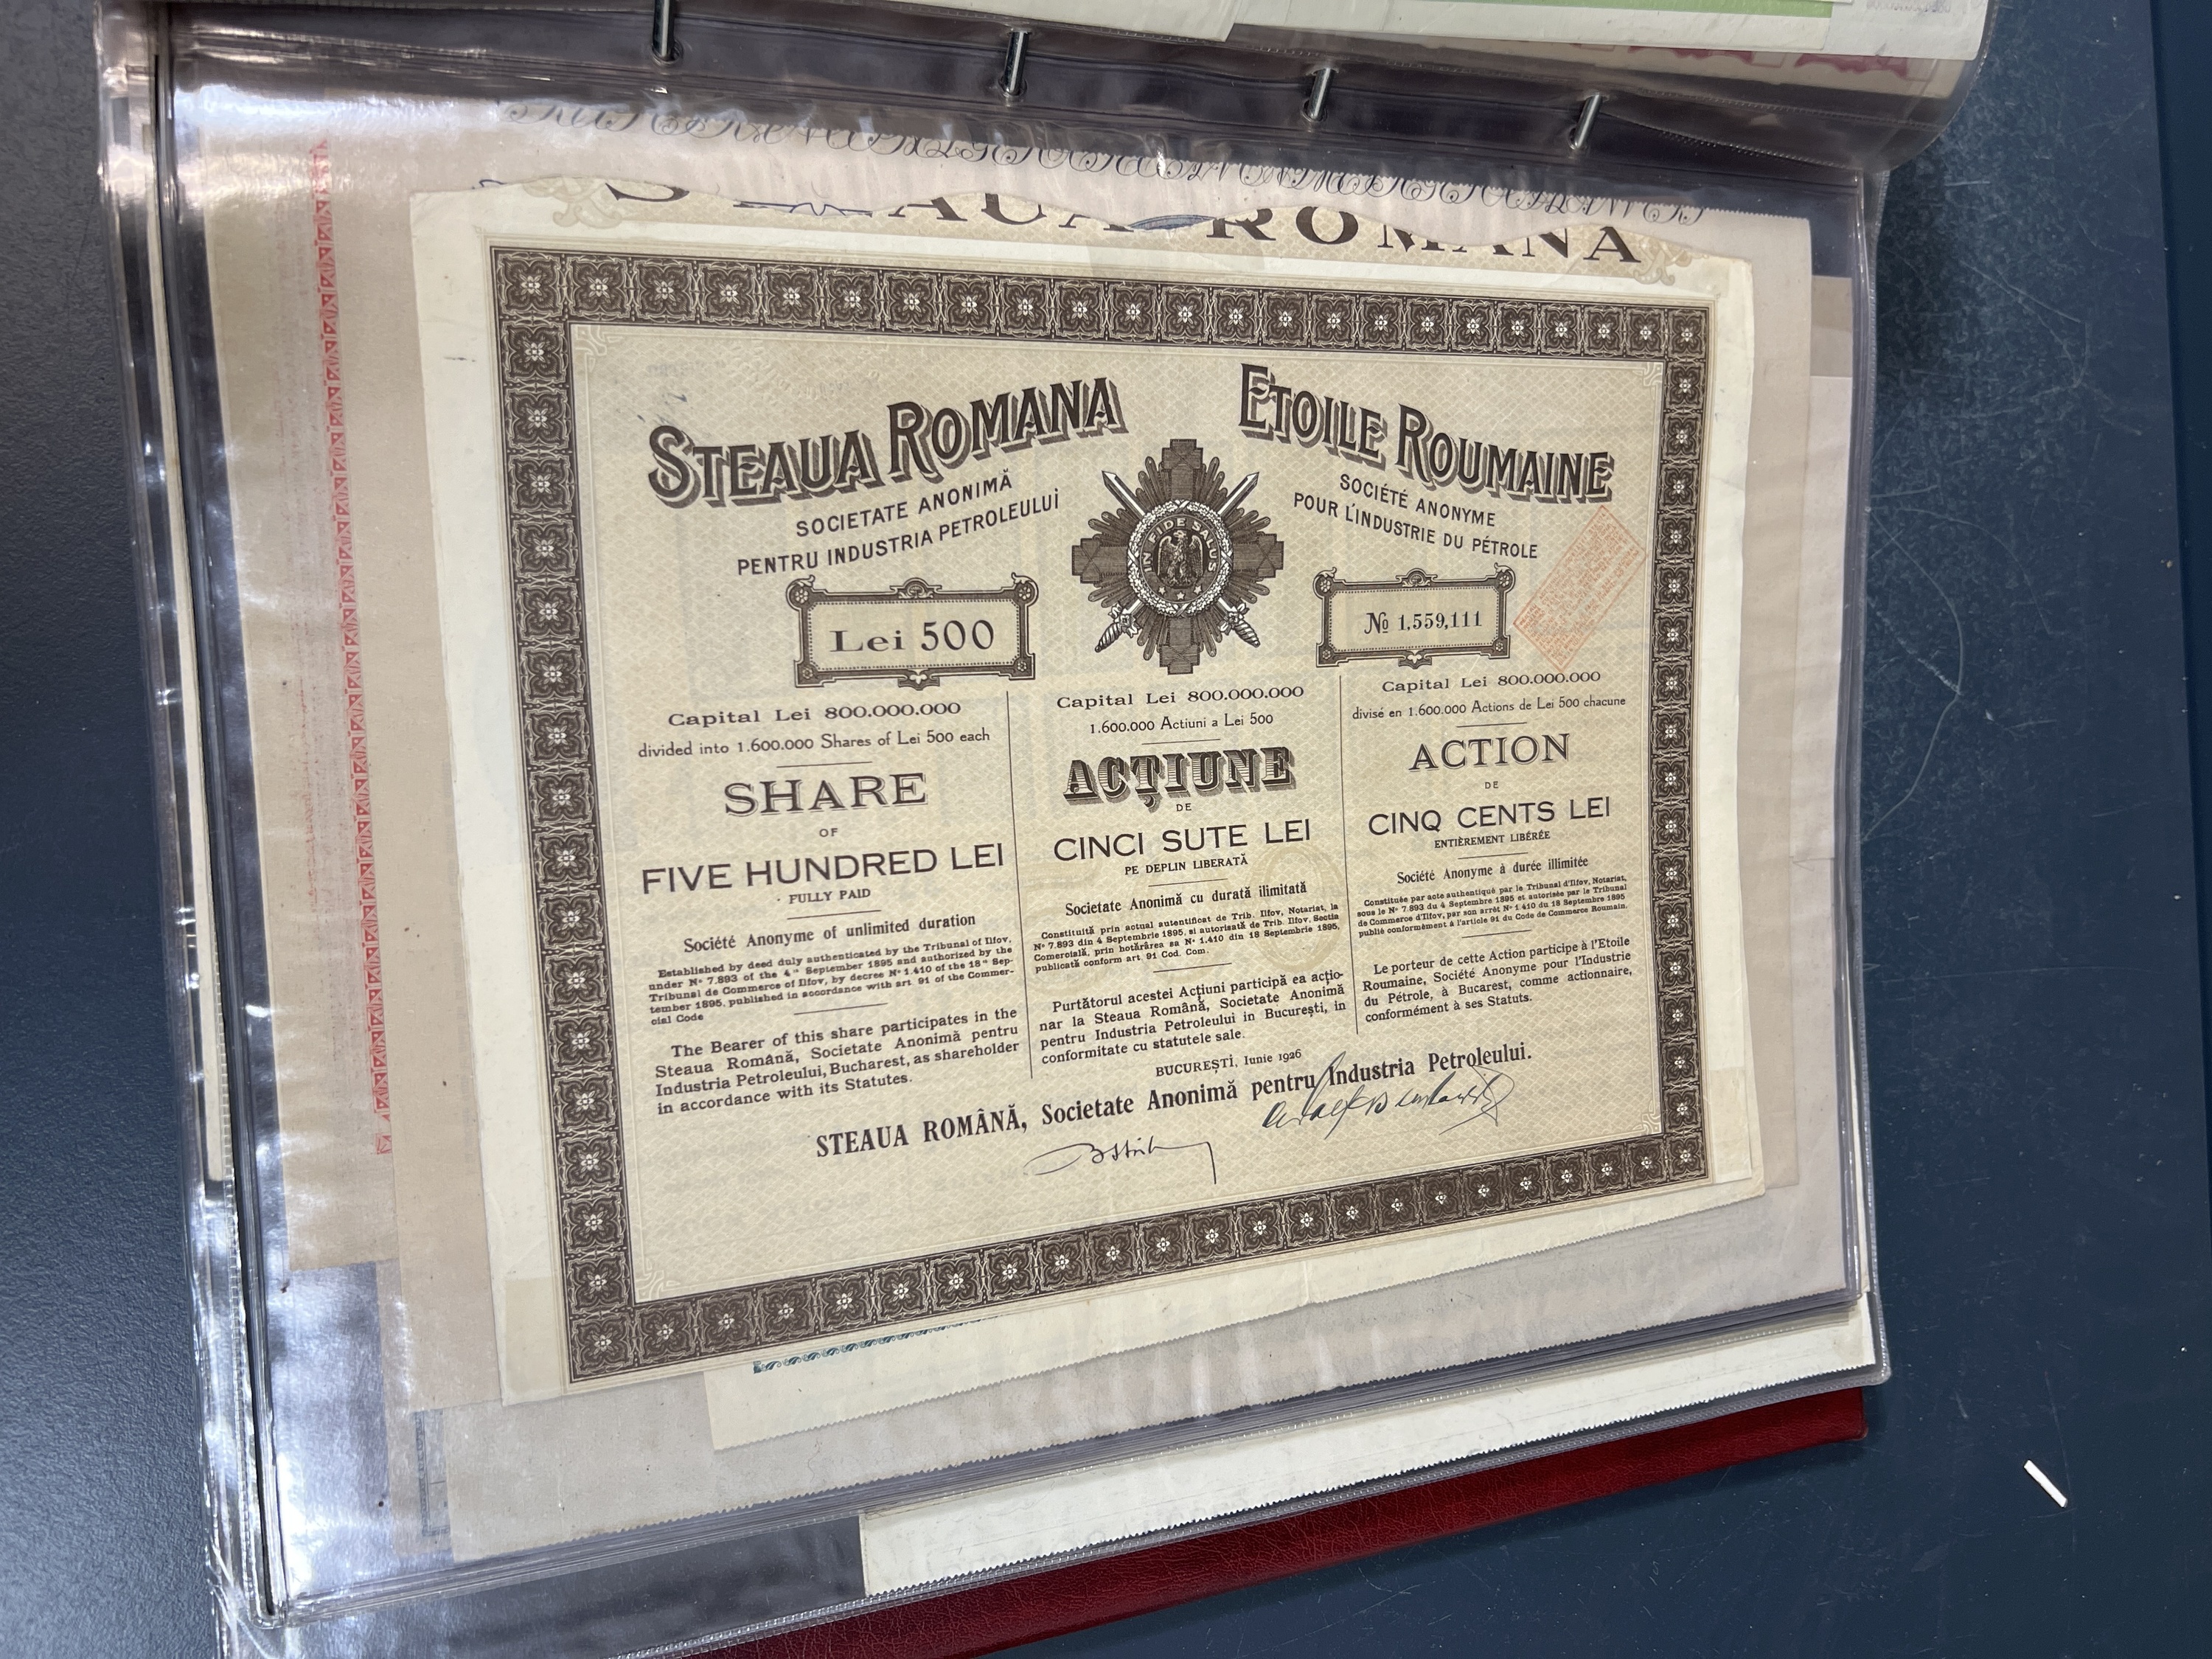 STEAUA ROMANA
STEAUA ROMANA
SOCIETATE ANONIMĂ
PENTRU INDUSTRIA PETROLEULUI
ETOILE ROUMAINE
SOCIÉTÉ ANONYME
POUR L'INDUSTRIE DU PÉTROLE
IN FIDE SALUS
Lei 500
No 1,559,111
Capital Lei 800.000.000
divided into 1.600.000 Shares of Lei 500 each
SHARE
OF
FIVE HUNDRED LEI
FULLY PAID
Société Anonyme of unlimited duration
Established by deed duly authenticated by the Tribunal of Ilfov,
under No 7.893 of the 4th September 1895 and authorized by the
Tribunal de Commerce of Ilfov, by decree No 1.410 of the 18th Sep-
tember 1895, published in accordance with art. 91 of the Commer-
cial Code
The Bearer of this share participates in the
Steaua Română, Societate Anonimă pentru
Industria Petroleului, Bucharest, as shareholder
in accordance with its Statutes.
Capital Lei 800.000.000
1.600.000 Actiuni a Lei 500
ACȚIUNE
DE
CINCI SUTE LEI
PE DEPLIN LIBERATĂ
Societate Anonimă cu durată ilimitată
Constituită prin actual autentificat de Trib. Ilfov, Notariat, la
No 7.893 din 4 Septembrie 1895, si autorisată de Trib. Ilfov, Sectia
Comercială, prin hotărârea sa No 1.410 din 18 Septembrie 1895,
publicată conform art. 91 Cod. Com.
Purtătorul acestei Acțiuni participă ea acțio-
nar la Steaua Română, Societate Anonimă
pentru Industria Petroleului in București, in
conformitate cu statutele sale.
Capital Lei 800.000.000
divisé en 1.600.000 Actions de Lei 500 chacune
ACTION
DE
CINQ CENTS LEI
ENTIÈREMENT LIBÉRÉE
Société Anonyme à durée illimitée
Constituée par acte authentiqué par le Tribunal d'Ilfov, Notariat,
sous le No 7.893 du 4 Septembre 1895 et autorisée par le Tribunal
de Commerce d'Ilfov, par son arrêt No 1.410 du 18 Septembre 1895
publié conformément à l'article 91 du Code de Commerce Roumain.
Le porteur de cette Action participe à l'Etoile
Roumaine, Société Anonyme pour l'Industrie
du Pétrole, à Bucarest, comme actionnaire,
conformément à ses Statuts.
BUCUREȘTI, Iunie 1926
STEAUA ROMÂNĂ, Societate Anonimă pentru Industria Petroleului.